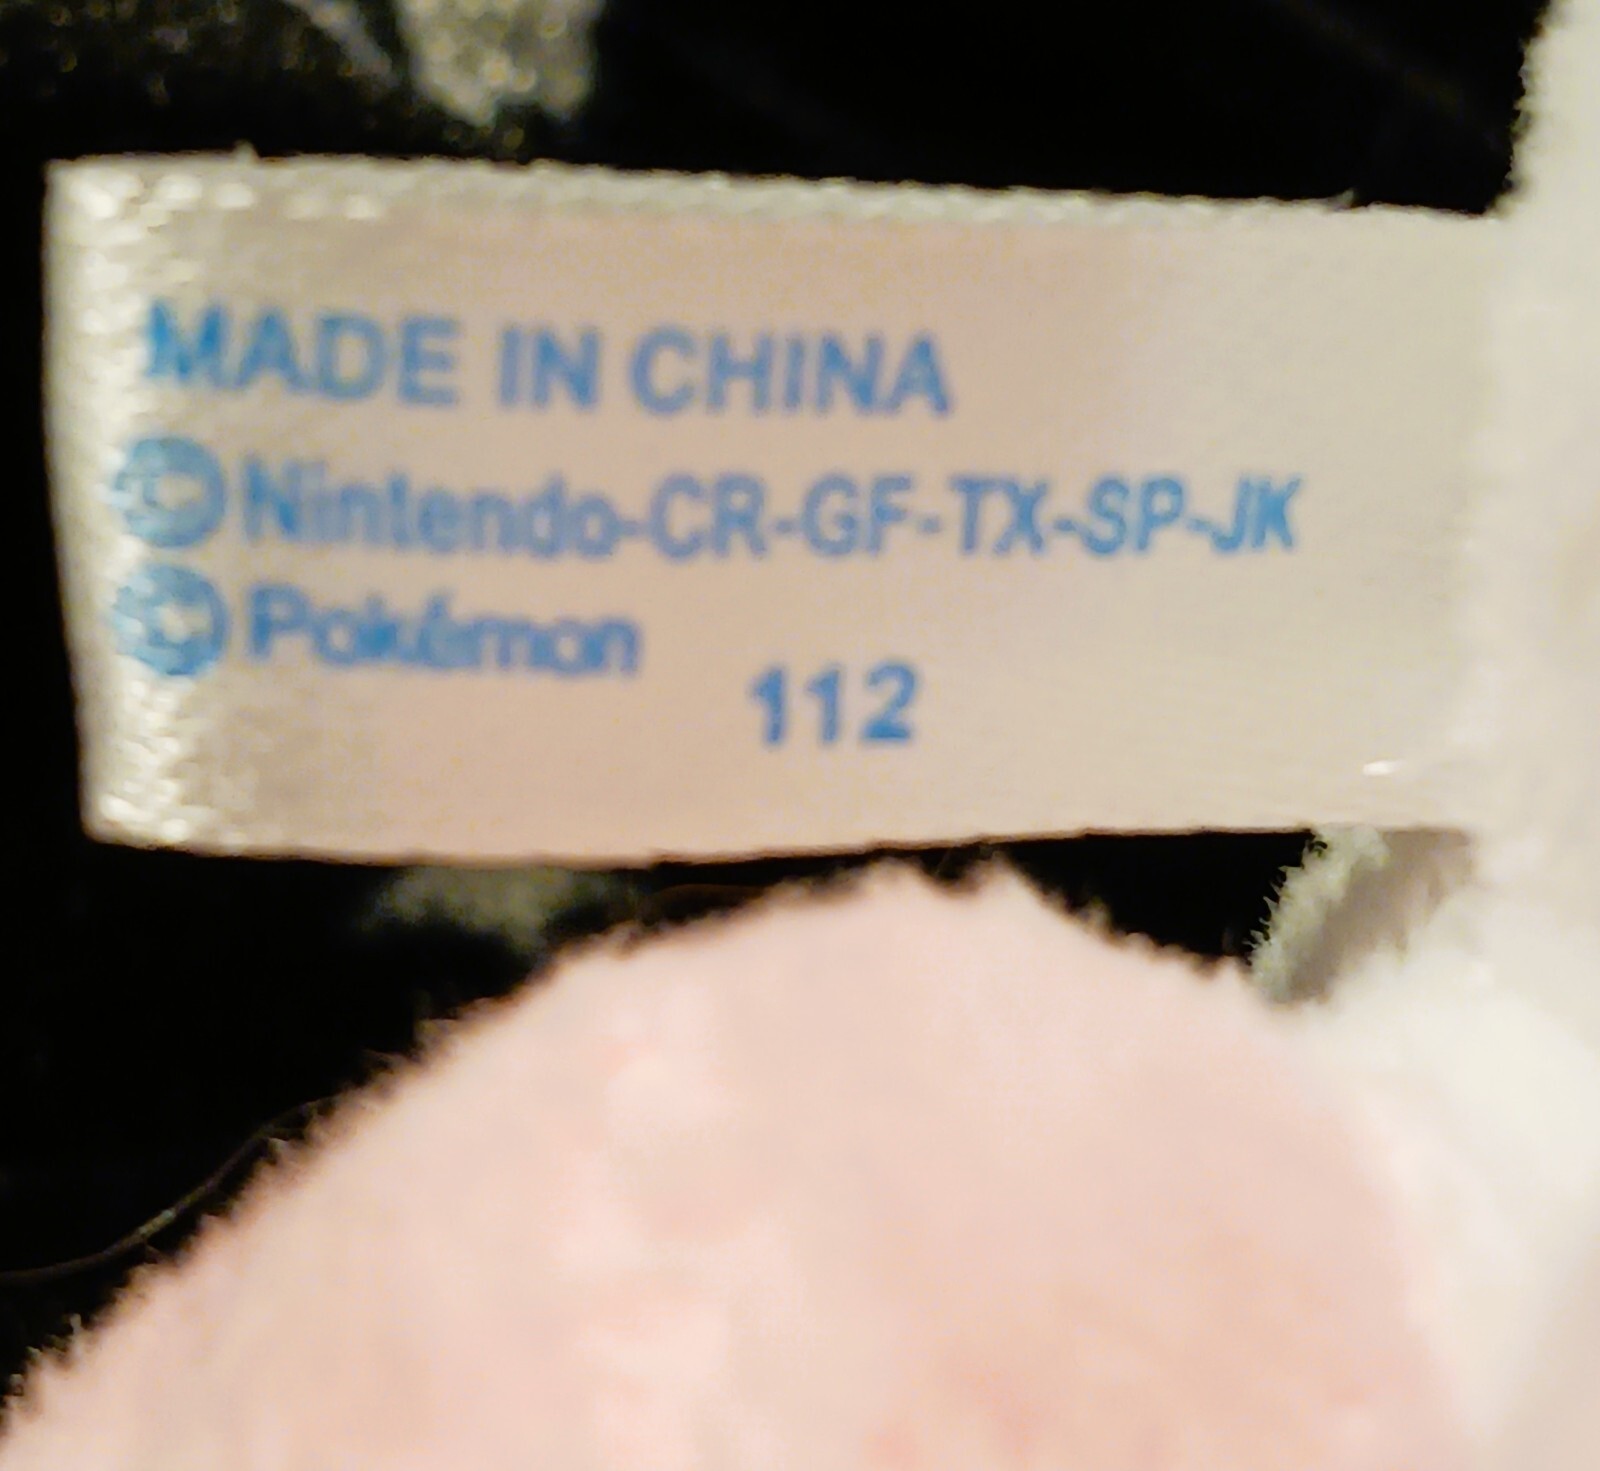 MADE IN CHINA
©Nintendo-CR-GF-TX-SP-JK
©Pokémon
112